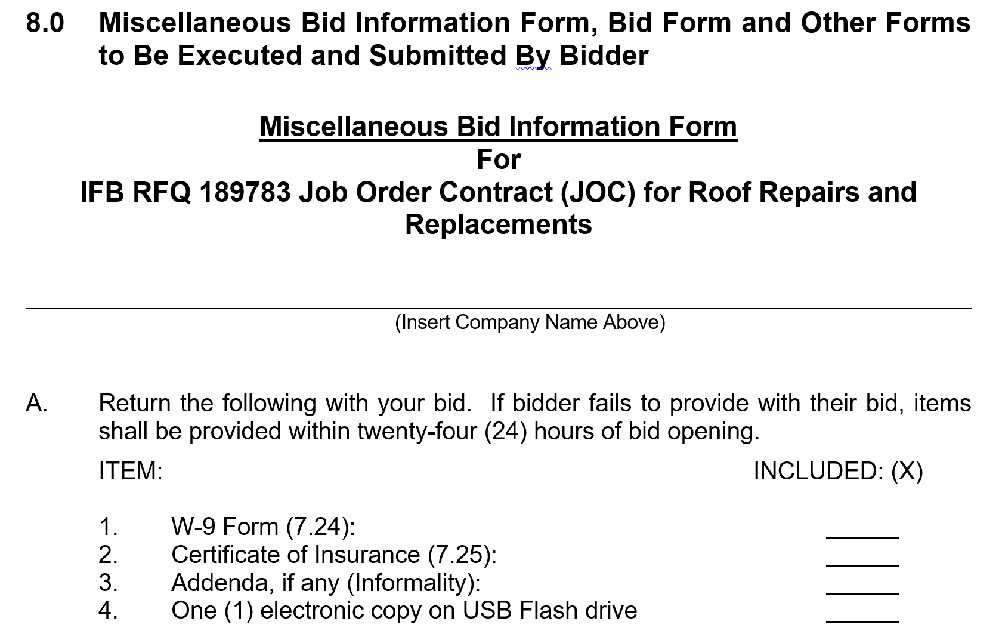 8.0 Miscellaneous Bid Information Form, Bid Form and Other Forms
to Be Executed and Submitted By Bidder
Miscellaneous Bid Information Form
For
IFB RFQ 189783 Job Order Contract (JOC) for Roof Repairs and
Replacements
(Insert Company Name Above)
A. Return the following with your bid. If bidder fails to provide with their bid, items
shall be provided within twenty-four (24) hours of bid opening.
ITEM: INCLUDED: (X)
1. W-9 Form (7.24): ______
2. Certificate of Insurance (7.25): ______
3. Addenda, if any (Informality): ______
4. One (1) electronic copy on USB Flash drive ______